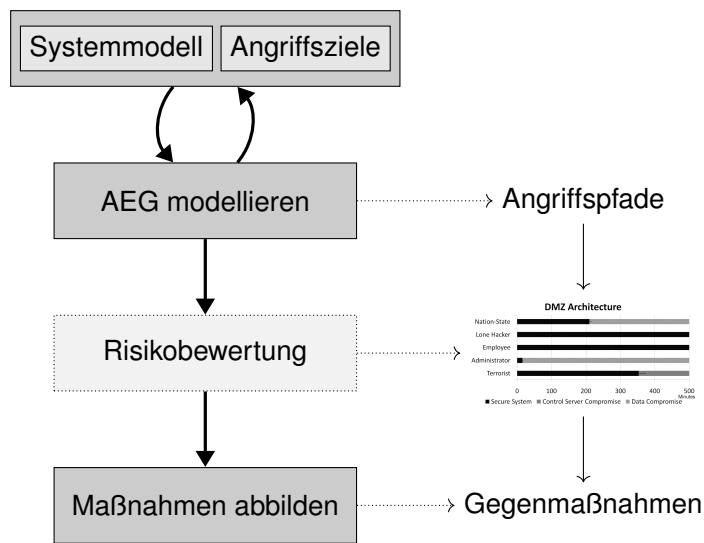 Systemmodell
Angriffsziele
AEG modellieren
Angriffspfade
DMZ Architecture
Nation-State
Lone Hacker
Employee
Administrator
Terrorist
0 100 200 300 400 500
Minutes
Secure System Control Server Compromise Data Compromise
Risikobewertung
Maßnahmen abbilden
Gegenmaßnahmen